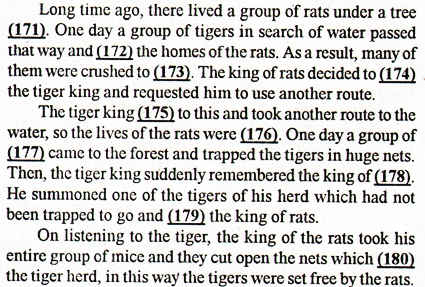 Long time ago, there lived a group of rats under a tree
(171). One day a group of tigers in search of water passed
that way and (172) the homes of the rats. As a result, many of
them were crushed to (173). The king of rats decided to (174)
the tiger king and requested him to use another route.
The tiger king (175) to this and took another route to the
water, so the lives of the rats were (176). One day a group of
(177) came to the forest and trapped the tigers in huge nets.
Then, the tiger king suddenly remembered the king of (178).
He summoned one of the tigers of his herd which had not
been trapped to go and (179) the king of rats.
On listening to the tiger, the king of the rats took his
entire group of mice and they cut open the nets which (180)
the tiger herd, in this way the tigers were set free by the rats.